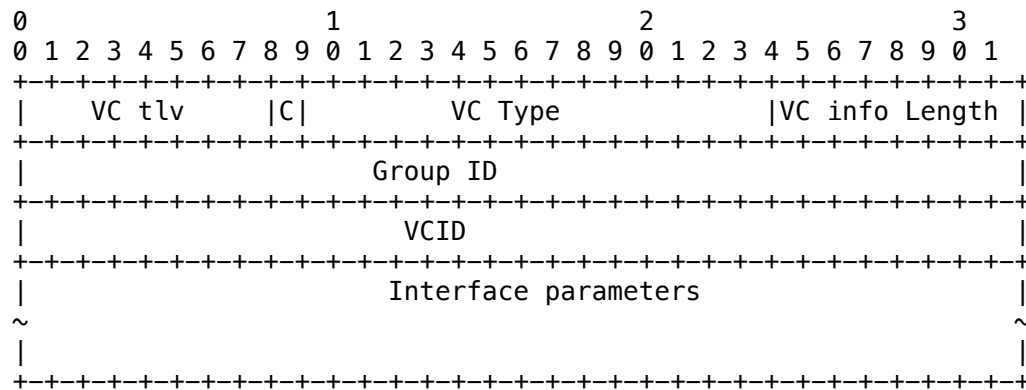 0                   1                   2                   3
0 1 2 3 4 5 6 7 8 9 0 1 2 3 4 5 6 7 8 9 0 1 2 3 4 5 6 7 8 9 0 1
+-+-+-+-+-+-+-+-+-+-+-+-+-+-+-+-+-+-+-+-+-+-+-+-+-+-+-+-+-+-+-+-+
|    VC tlv     |C|         VC Type             |VC info Length |
+-+-+-+-+-+-+-+-+-+-+-+-+-+-+-+-+-+-+-+-+-+-+-+-+-+-+-+-+-+-+-+-+
|                      Group ID                                 |
+-+-+-+-+-+-+-+-+-+-+-+-+-+-+-+-+-+-+-+-+-+-+-+-+-+-+-+-+-+-+-+-+
|                        VCID                                   |
+-+-+-+-+-+-+-+-+-+-+-+-+-+-+-+-+-+-+-+-+-+-+-+-+-+-+-+-+-+-+-+-+
|                       Interface parameters                    |
~                                                               ~
|                                                               |
+-+-+-+-+-+-+-+-+-+-+-+-+-+-+-+-+-+-+-+-+-+-+-+-+-+-+-+-+-+-+-+-+